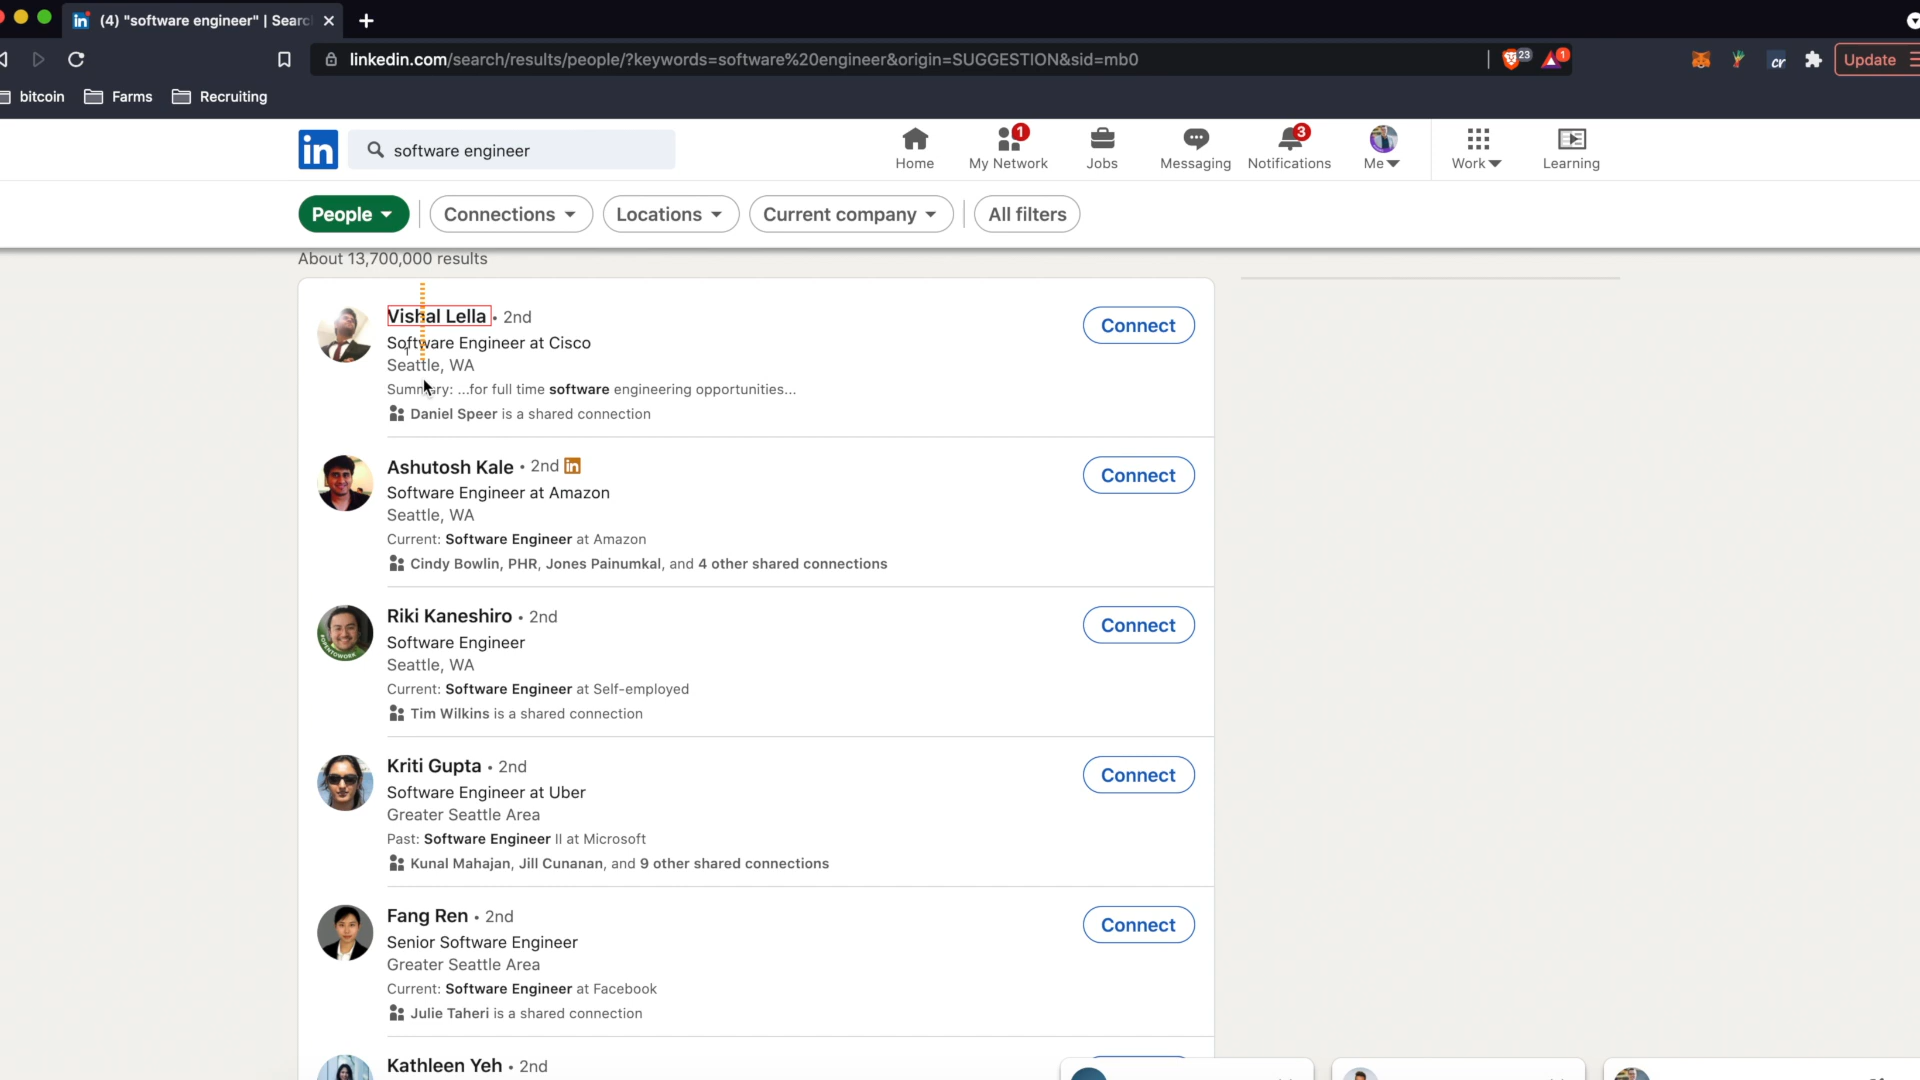 (4) "software engineer" | Searc
linkedin.com/search/results/people/?keywords=software%20engineer&origin=SUGGESTION&sid=mb0
23
1
cr
Update
bitcoin
Farms
Recruiting
in
software engineer
Home
1
My Network
Jobs
Messaging
3
Notifications
Me
Work
Learning
People
Connections
Locations
Current company
All filters
About 13,700,000 results
Vishal Lella • 2nd
Software Engineer at Cisco
Seattle, WA
Summary: ...for full time software engineering opportunities...
Daniel Speer is a shared connection
Connect
Ashutosh Kale • 2nd in
Software Engineer at Amazon
Seattle, WA
Current: Software Engineer at Amazon
Cindy Bowlin, PHR, Jones Painumkal, and 4 other shared connections
Connect
Riki Kaneshiro • 2nd
Software Engineer
Seattle, WA
Current: Software Engineer at Self-employed
Tim Wilkins is a shared connection
Connect
Kriti Gupta • 2nd
Software Engineer at Uber
Greater Seattle Area
Past: Software Engineer II at Microsoft
Kunal Mahajan, Jill Cunanan, and 9 other shared connections
Connect
Fang Ren • 2nd
Senior Software Engineer
Greater Seattle Area
Current: Software Engineer at Facebook
Julie Taheri is a shared connection
Connect
Kathleen Yeh • 2nd